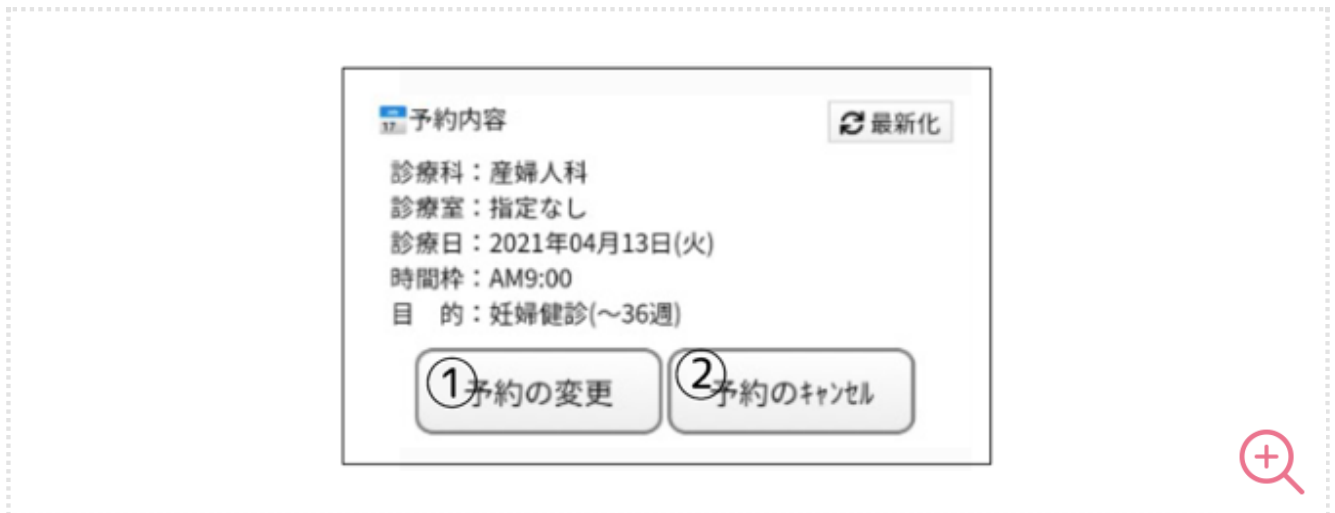 17
予約内容
最新化
診療科：産婦人科
診療室：指定なし
診療日：2021年04月13日(火)
時間枠：AM9:00
目　的：妊婦健診(～36週)
①予約の変更
②予約のｷｬﾝｾﾙ